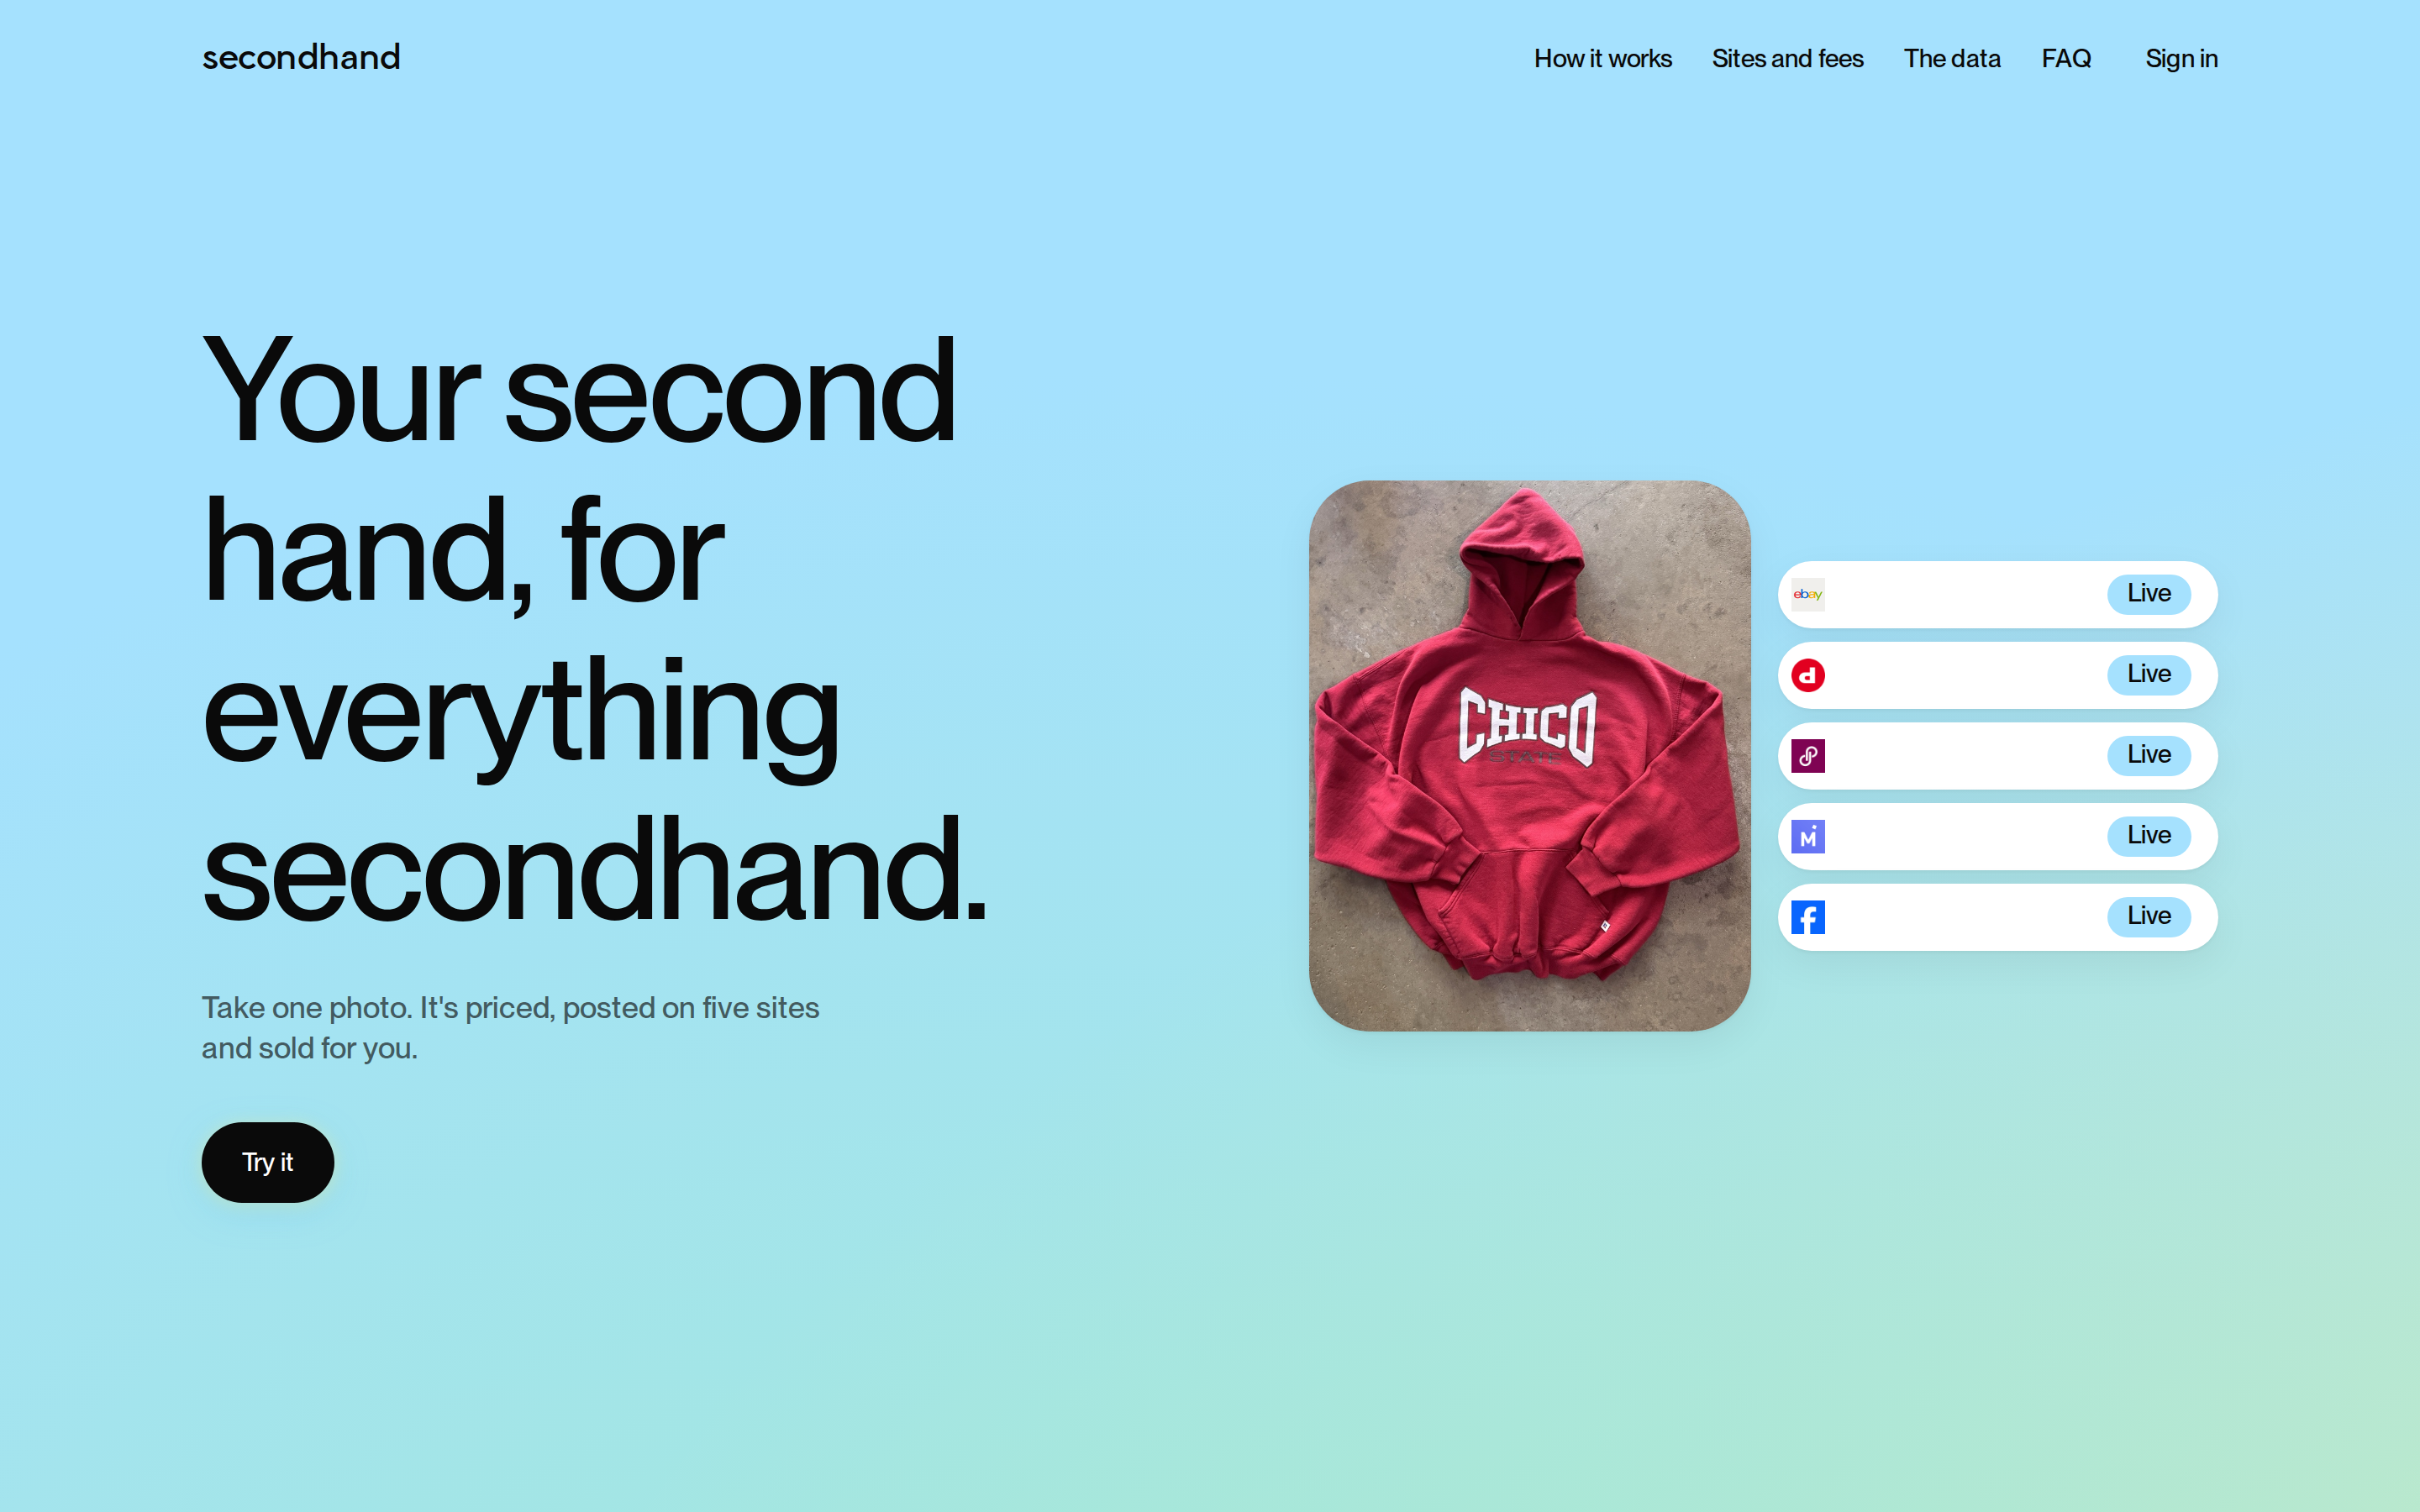 secondhand
How it works
Sites and fees
The data
FAQ
Sign in
Your second
hand, for
everything
secondhand.
Take one photo. It's priced, posted on five sites
and sold for you.
Try it
CHICO
STATE
ebay
Live
Live
Live
Live
Live